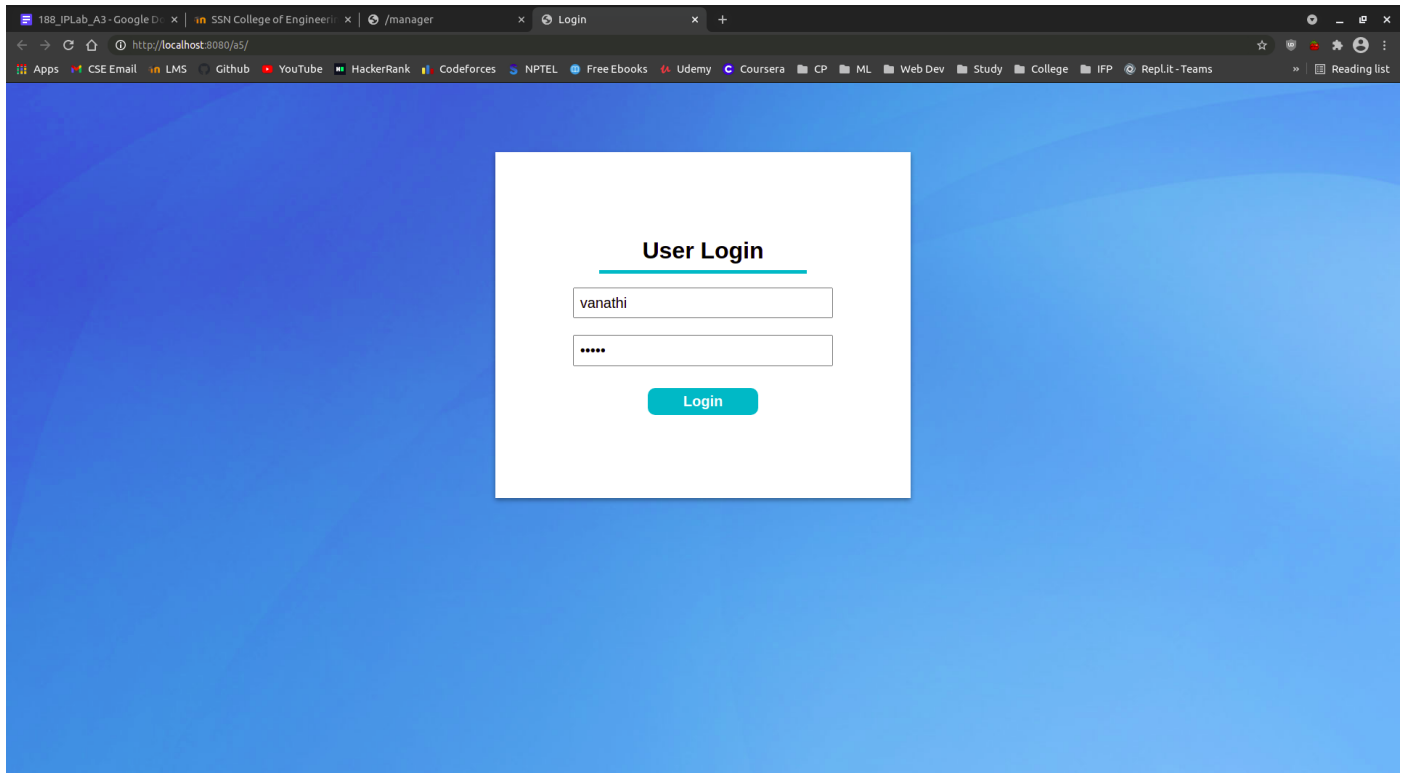 188_IPLab_A3 - Google Do
SSN College of Engineerin
/manager
Login
http://localhost:8080/a5/
Apps CSE Email LMS Github YouTube HackerRank Codeforces NPTEL Free Ebooks Udemy Coursera CP ML Web Dev Study College IFP Repl.it - Teams » Reading list
User Login
vanathi
•••••
Login